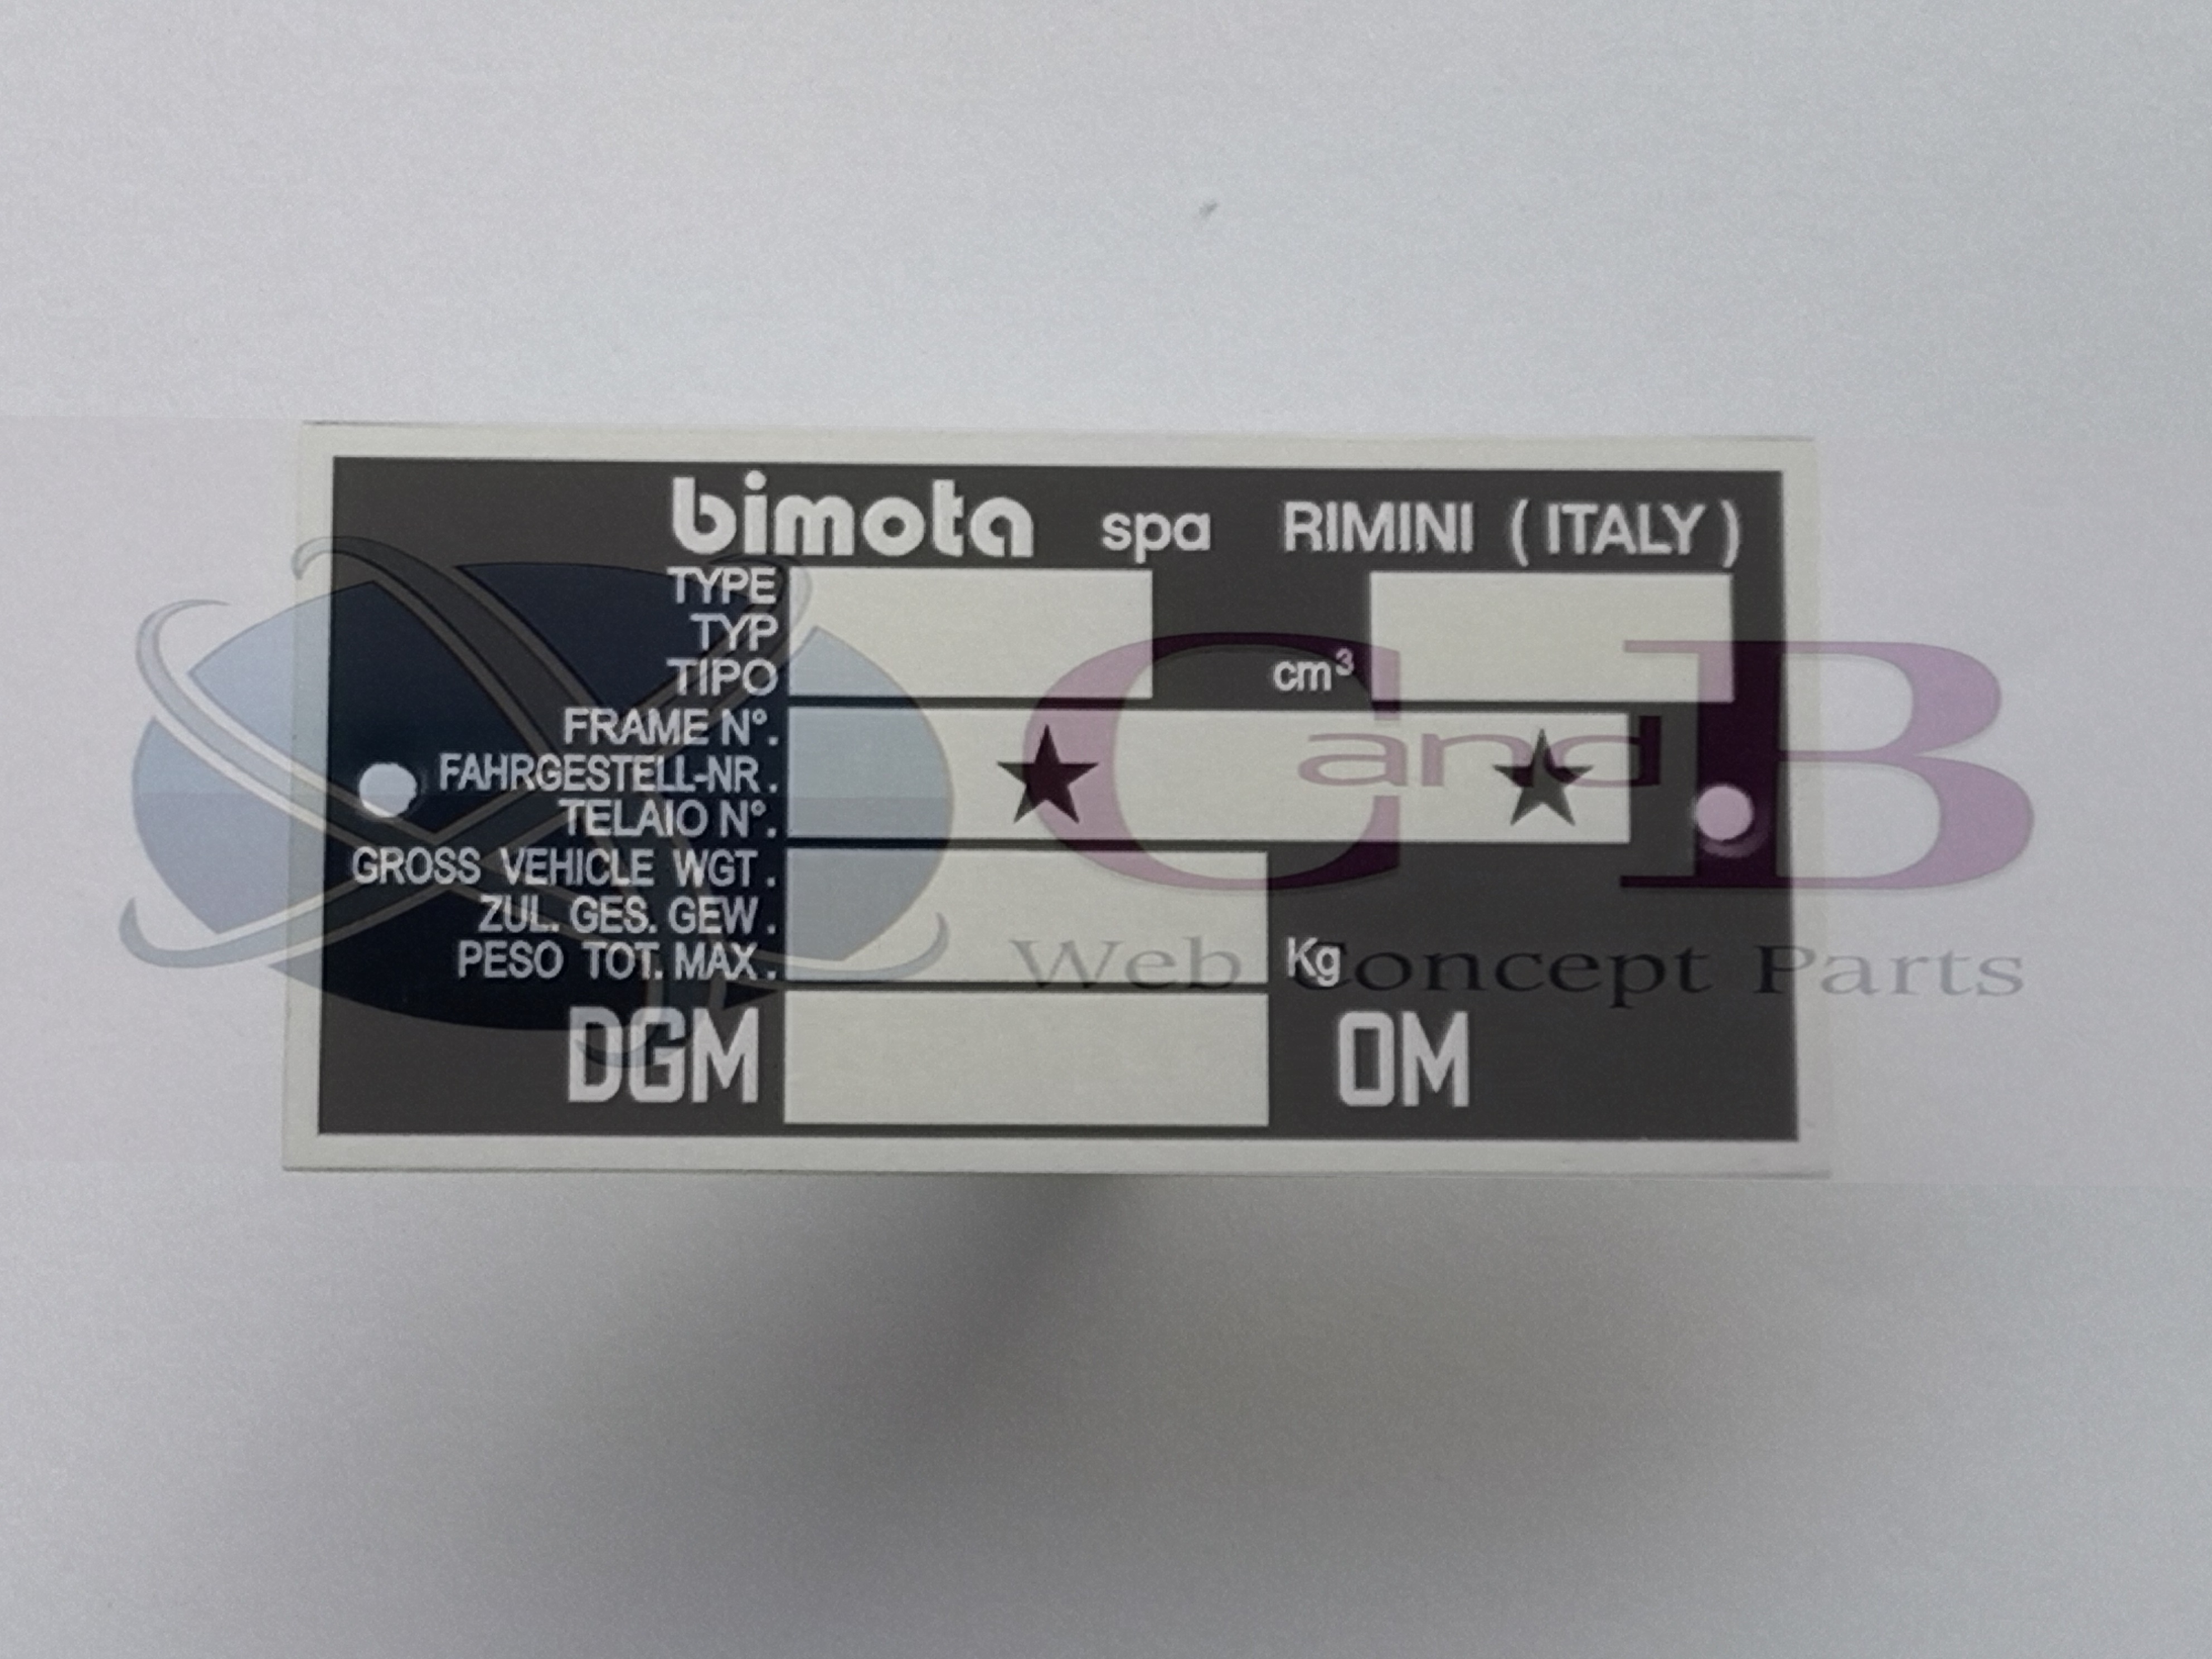 bimota spa RIMINI ( ITALY )
TYPE
TYP
TIPO
cm³
FRAME N°.
FAHRGESTELL-NR.
TELAIO N°.
GROSS VEHICLE WGT.
ZUL. GES. GEW.
PESO TOT. MAX.
Kg
DGM OM
C and B
Web Concept Parts